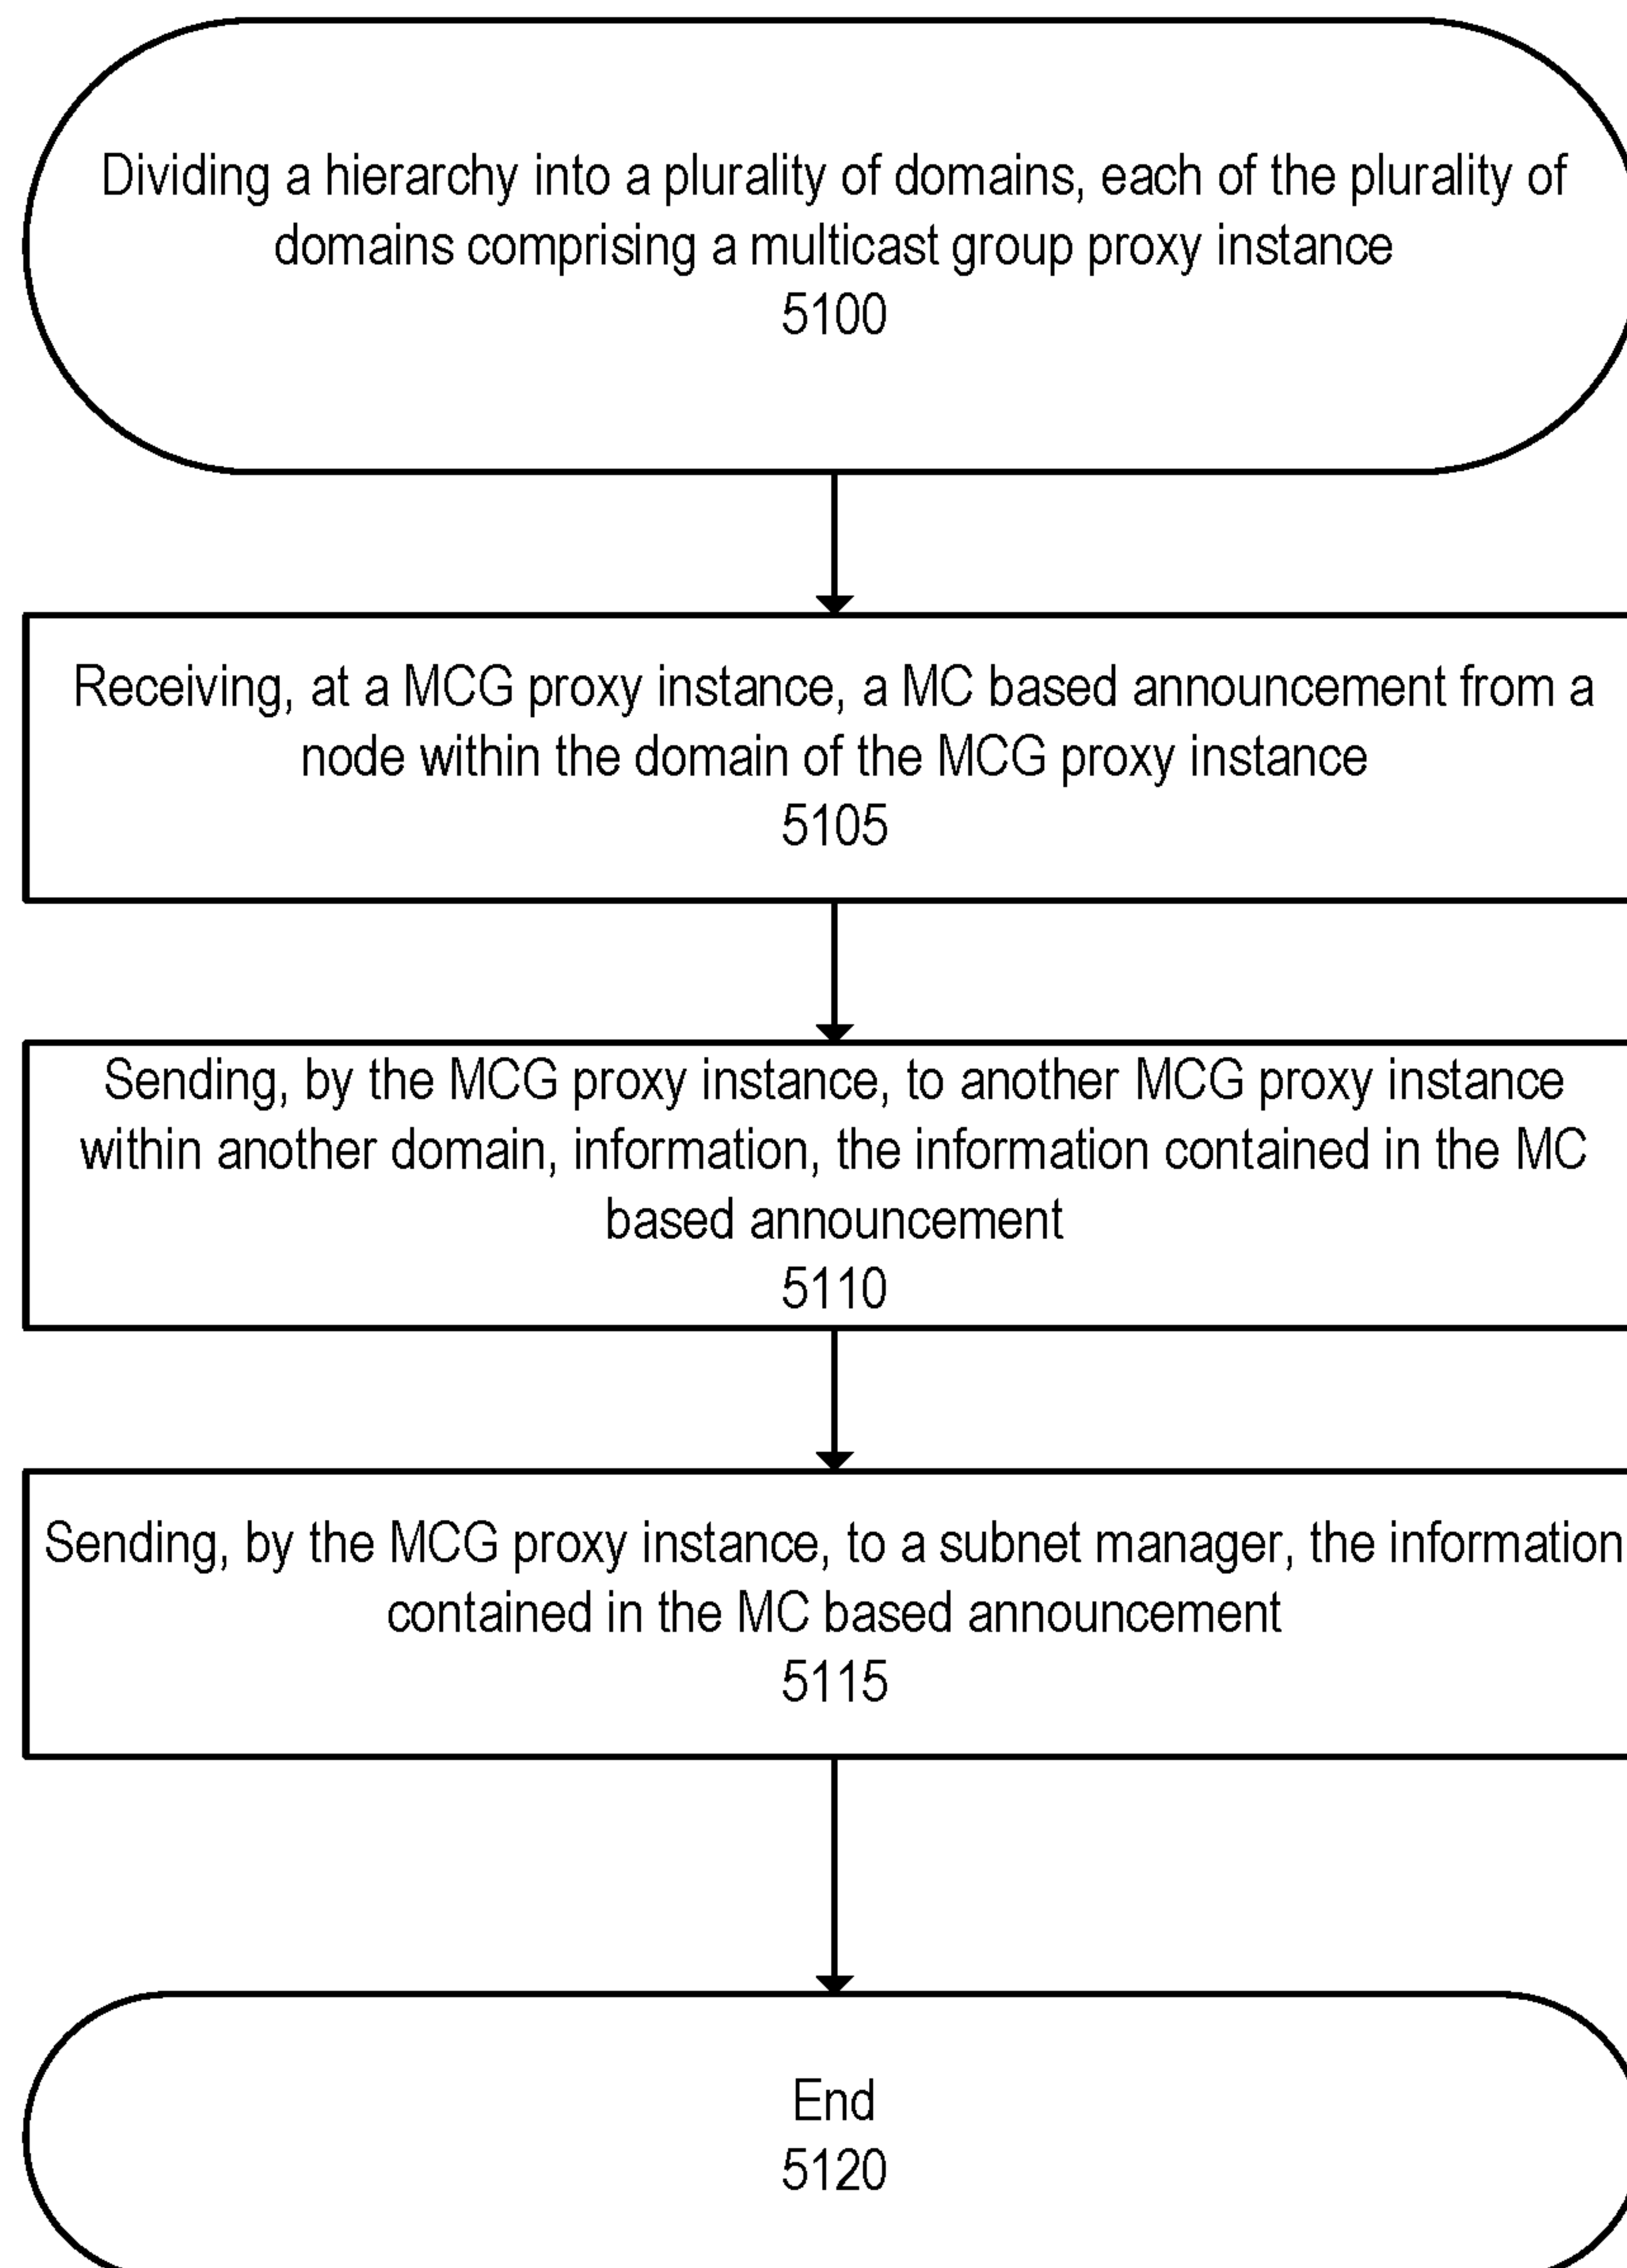 Dividing a hierarchy into a plurality of domains, each of the plurality of
domains comprising a multicast group proxy instance
5100
Receiving, at a MCG proxy instance, a MC based announcement from a
node within the domain of the MCG proxy instance
5105
Sending, by the MCG proxy instance, to another MCG proxy instance
within another domain, information, the information contained in the MC
based announcement
5110
Sending, by the MCG proxy instance, to a subnet manager, the information
contained in the MC based announcement
5115
End
5120